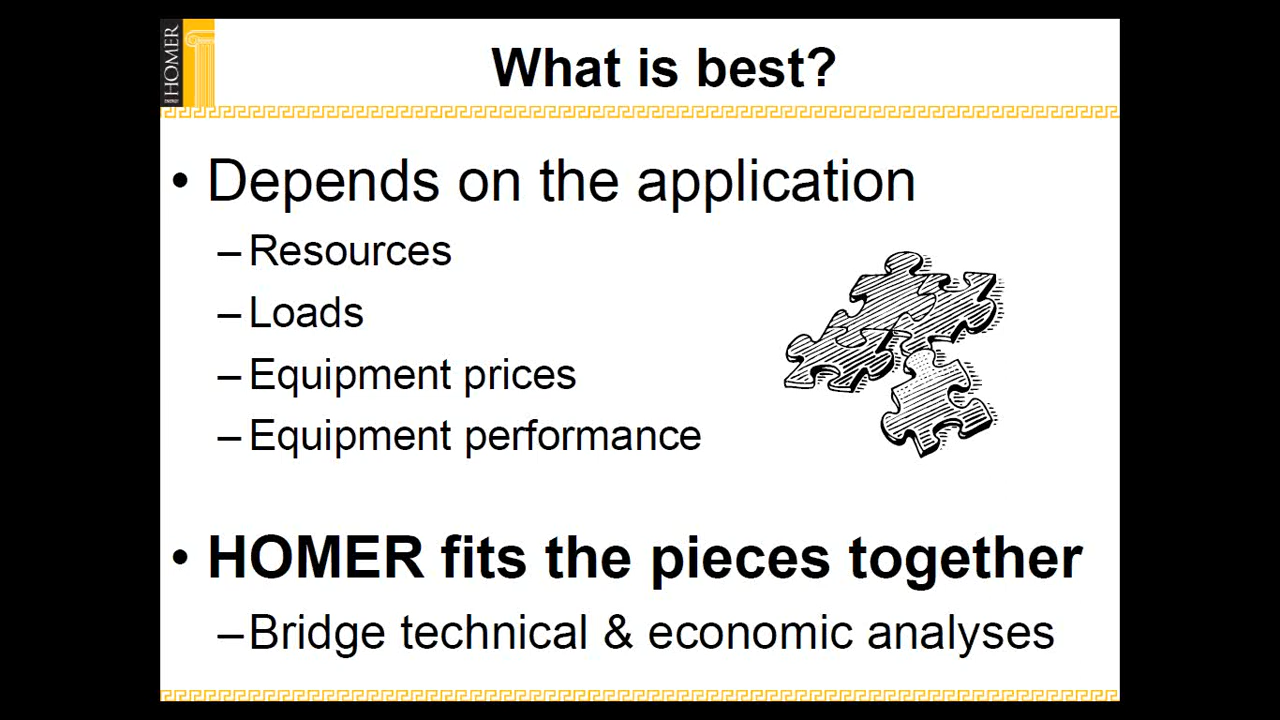 HOMER
ENERGY
What is best?
• Depends on the application
–Resources
–Loads
–Equipment prices
–Equipment performance
• HOMER fits the pieces together
–Bridge technical & economic analyses